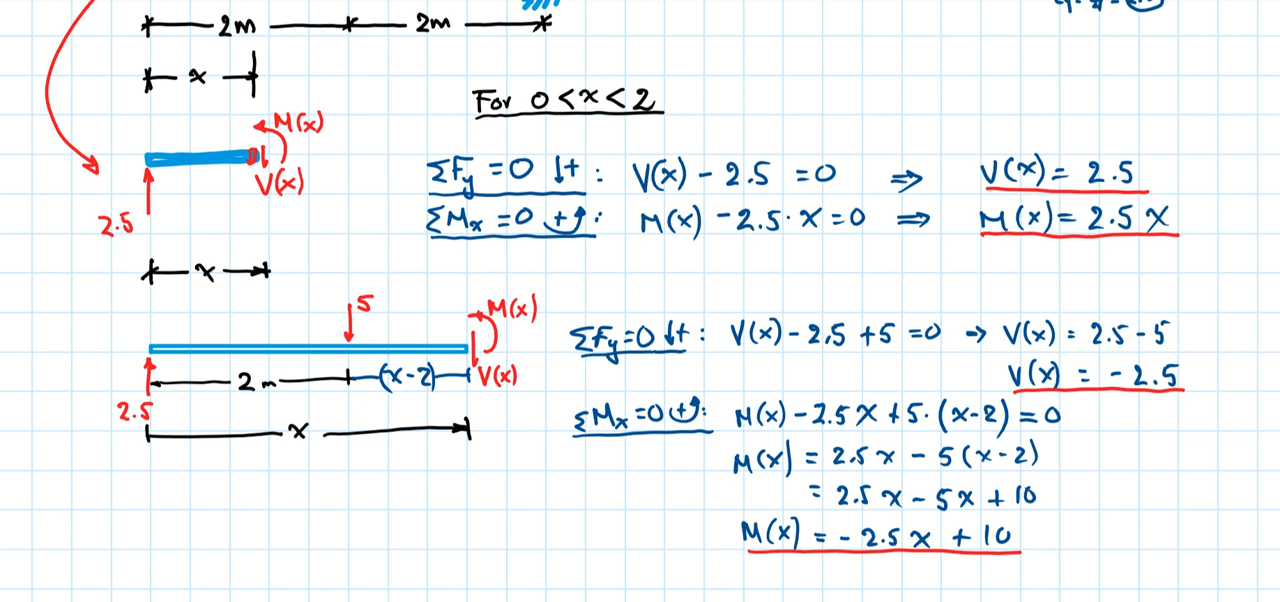 2m 2m
x
For 0<x<2
M(x)
V(x)
2.5
ΣFy=0 ↓+: V(x) - 2.5 = 0 ⇒ V(x) = 2.5
ΣMx=0 +↺: M(x) - 2.5·x = 0 ⇒ M(x) = 2.5 x
x
5
M(x)
2 m (x-2) V(x)
2.5
x
ΣFy=0 ↓+: V(x) - 2,5 + 5 = 0 → V(x) = 2.5 - 5
V(x) = - 2.5
ΣMx=0 ↺+: M(x) - 2.5x + 5·(x-2) = 0
M(x) = 2.5 x - 5(x-2)
= 2.5 x - 5x + 10
M(x) = - 2.5 x + 10